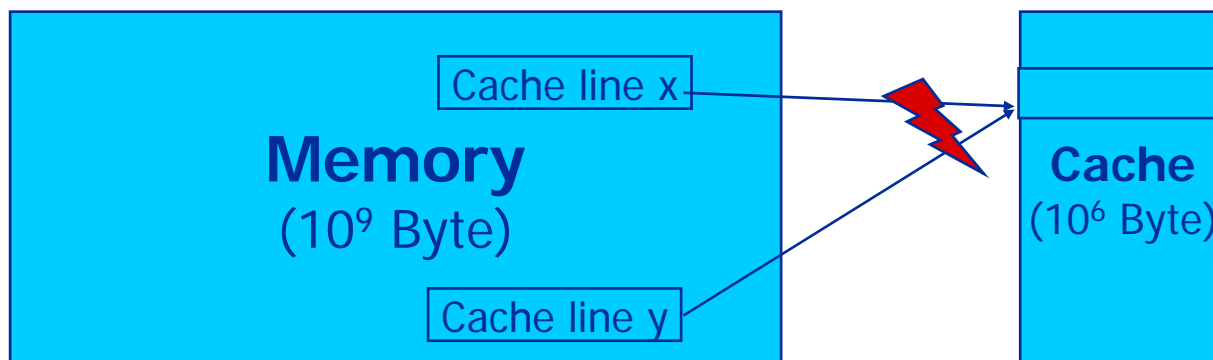 Cache line x
Memory
(10⁹ Byte)
Cache line y
Cache
(10⁶ Byte)